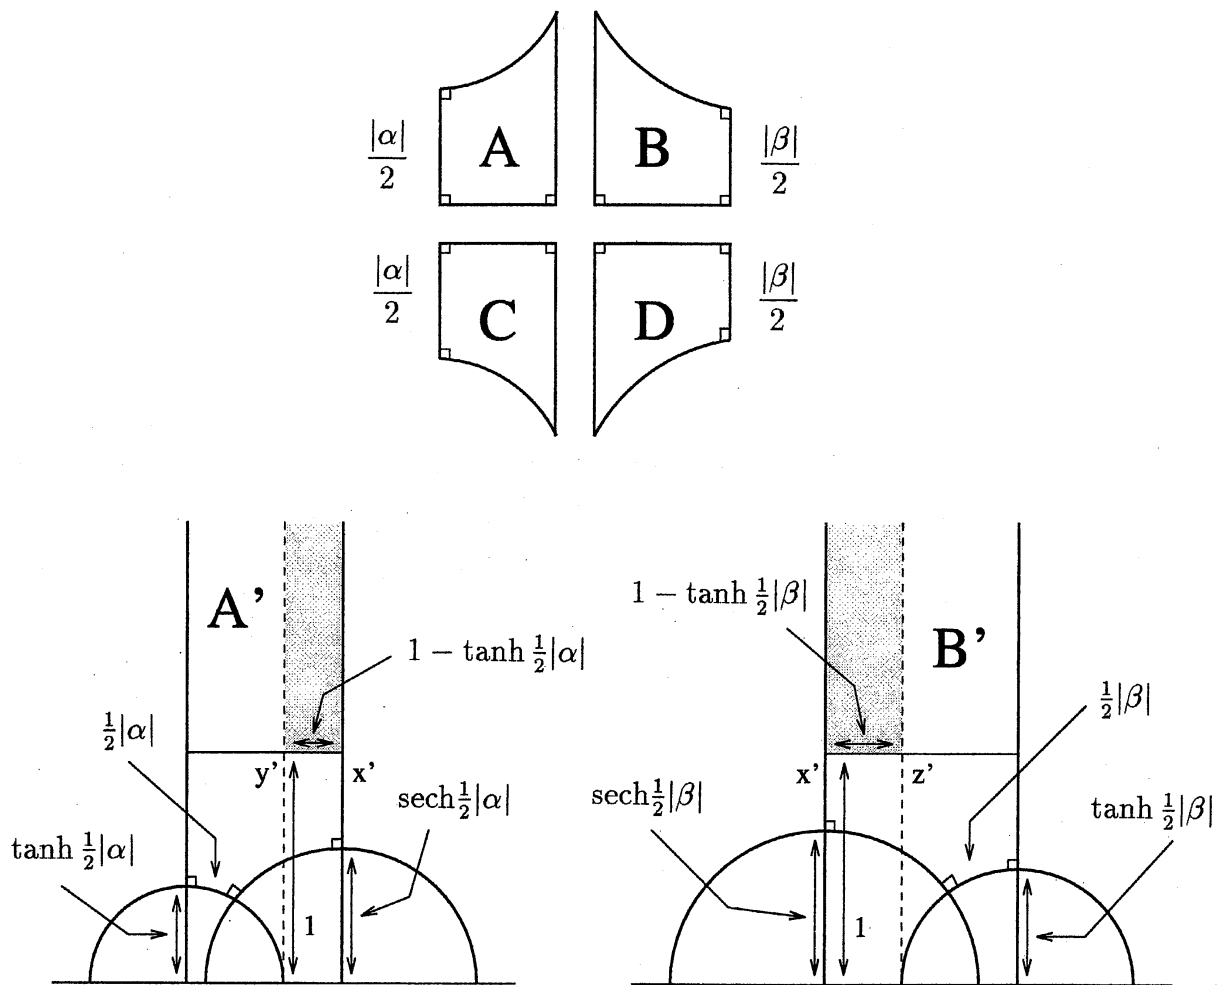 A B
|α|/2 |β|/2
|α|/2 |β|/2
C D
A’
1 − tanh ½|α|
½|α|
y’ x’
sech½|α|
tanh ½|α|
1
1 − tanh ½|β|
B’
½|β|
x’ z’
sech½|β|
tanh ½|β|
1